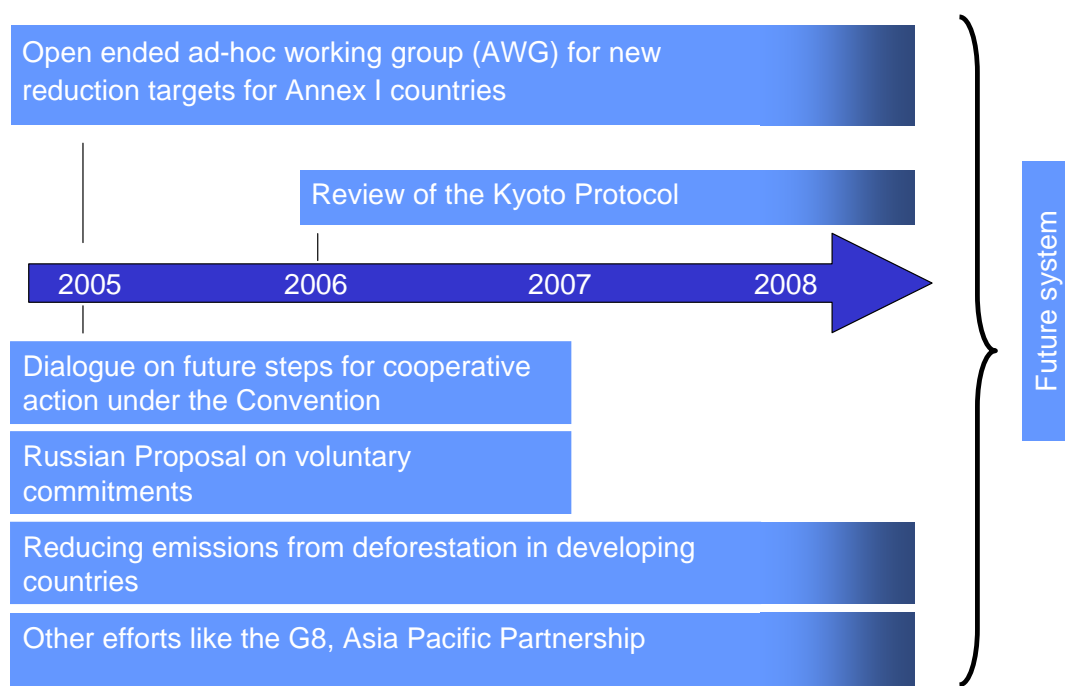 Open ended ad-hoc working group (AWG) for new
reduction targets for Annex I countries
Review of the Kyoto Protocol
2005 2006 2007 2008
Dialogue on future steps for cooperative
action under the Convention
Russian Proposal on voluntary
commitments
Reducing emissions from deforestation in developing
countries
Other efforts like the G8, Asia Pacific Partnership
Future system